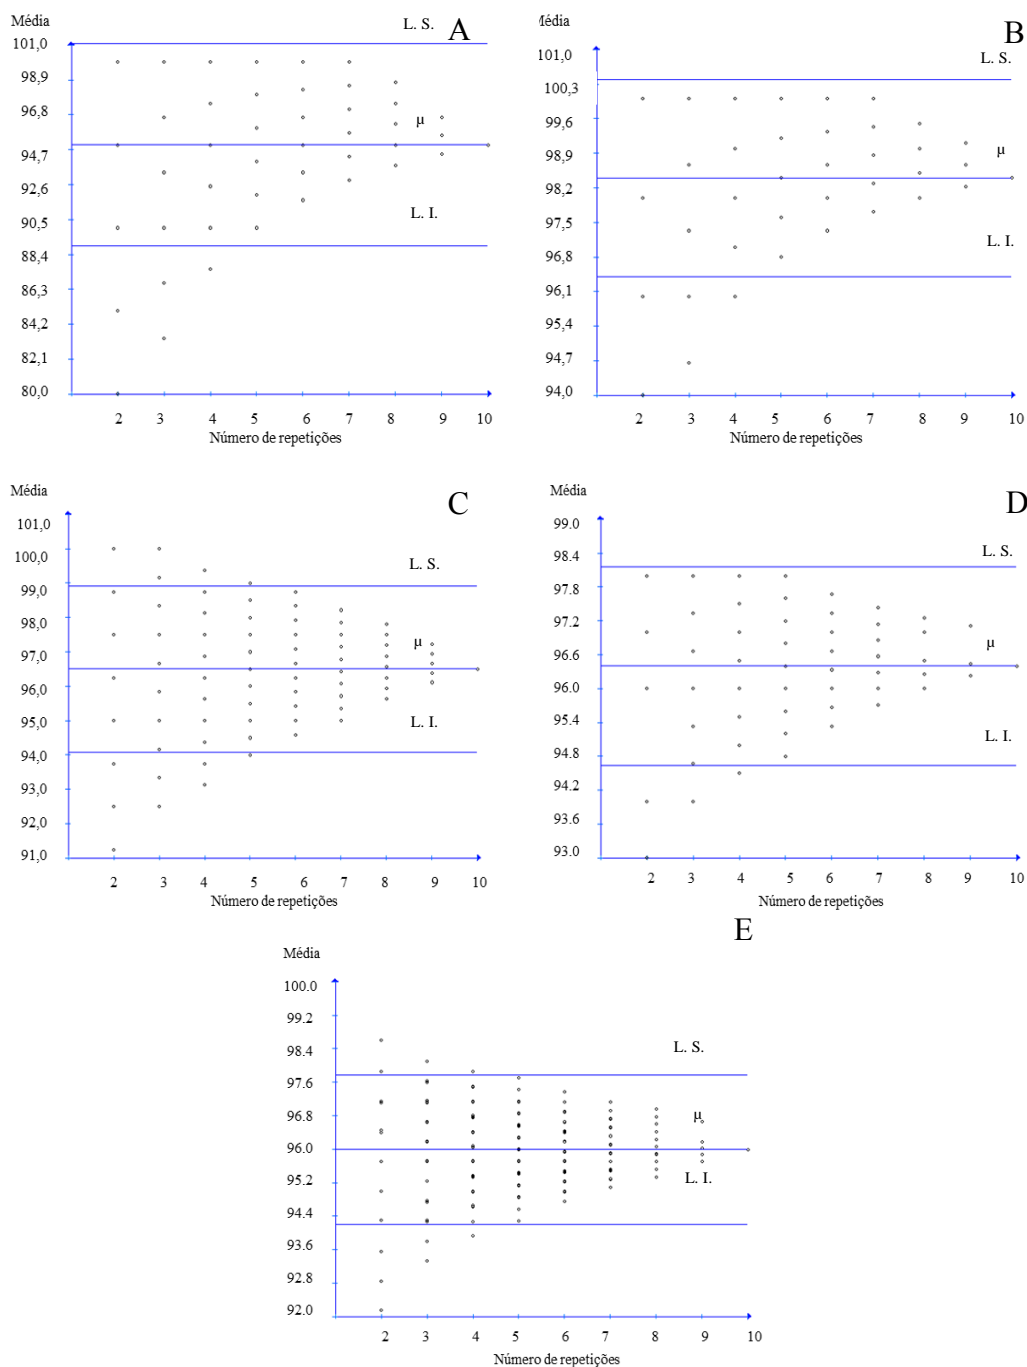 Média
L. S.
A
101,0
98,9
96,8
μ
94,7
92,6
L. I.
90,5
88,4
86,3
84,2
82,1
80,0
2 3 4 5 6 7 8 9 10
Número de repetições
Média
B
101,0
L. S.
100,3
99,6
μ
98,9
98,2
97,5
L. I.
96,8
96,1
95,4
94,7
94,0
2 3 4 5 6 7 8 9 10
Número de repetições
Média
C
101,0
100,0
L. S.
99,0
98,0
μ
97,0
96,0
L. I.
95,0
94,0
93,0
92,0
91,0
2 3 4 5 6 7 8 9 10
Número de repetições
Média
D
99.0
L. S.
98.4
97.8
97.2
μ
96.6
96.0
95.4
L. I.
94.8
94.2
93.6
93.0
2 3 4 5 6 7 8 9 10
Número de repetições
E
Média
100.0
99.2
98.4
L. S.
97.6
96.8
μ
96.0
95.2
L. I.
94.4
93.6
92.8
92.0
2 3 4 5 6 7 8 9 10
Número de repetições